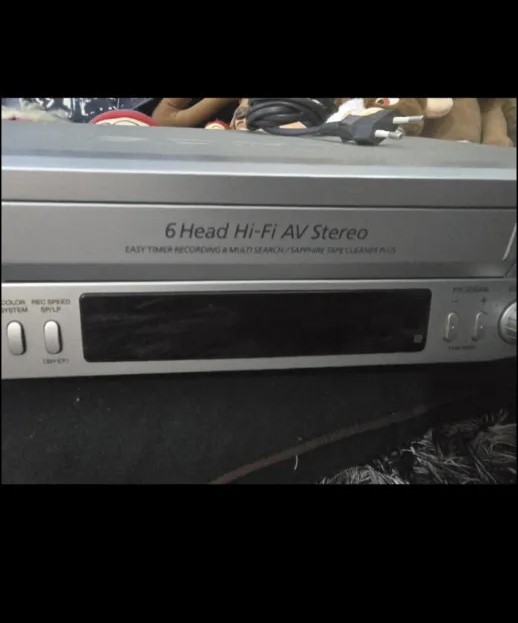 6 Head Hi-Fi AV Stereo
EASY TIMER RECORDING & MULTI SEARCH / SAPPHIRE TAPE CLEANER PLUS
COLOR SYSTEM
REC SPEED SP/LP
PROGRAM
- +